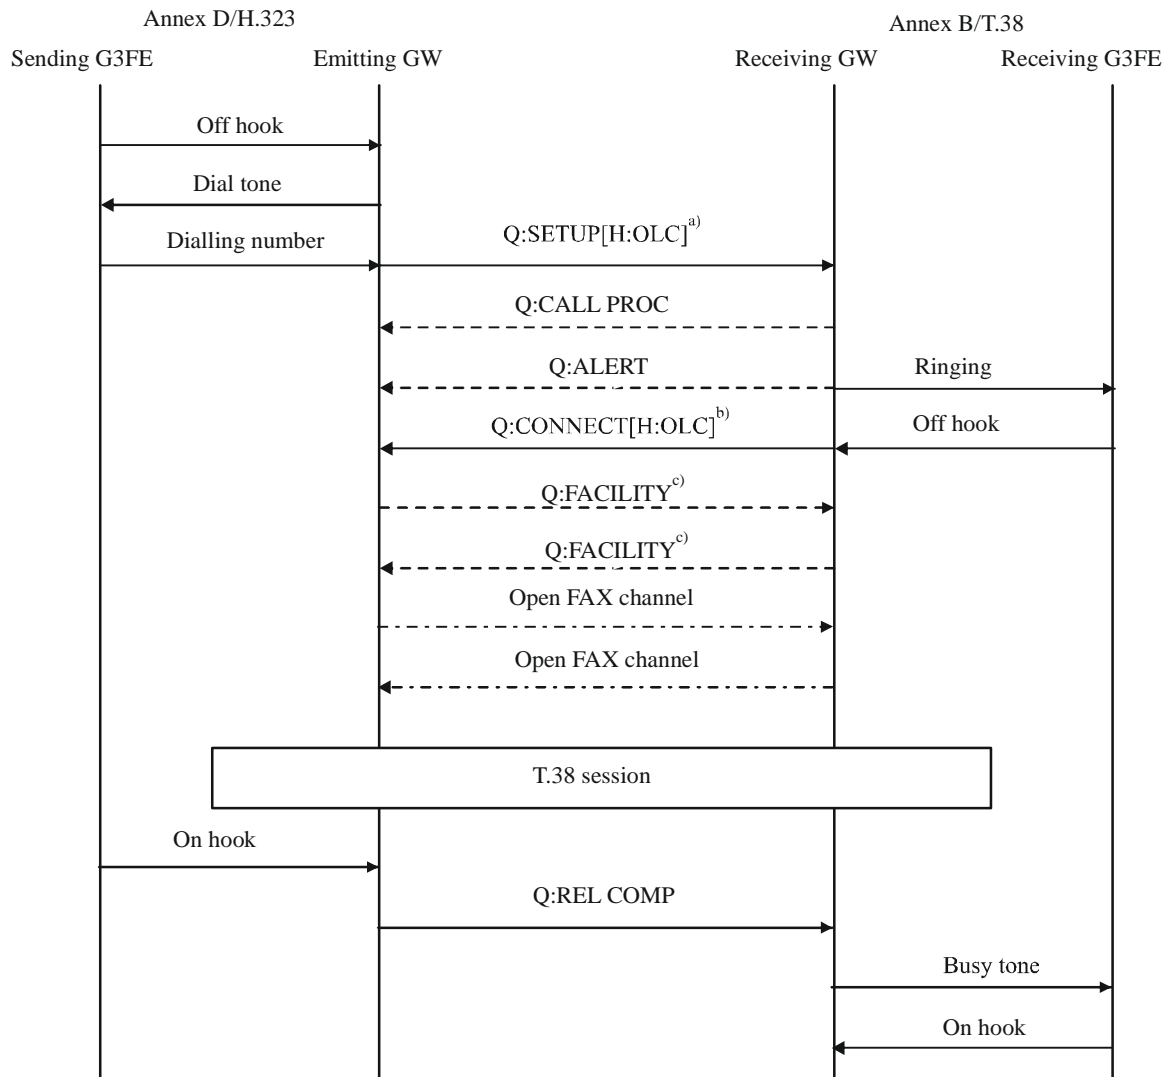 Annex D/H.323
Annex B/T.38
Sending G3FE
Emitting GW
Receiving GW
Receiving G3FE
Off hook
Dial tone
Dialling number
Q:SETUP[H:OLC]a)
Q:CALL PROC
Q:ALERT
Ringing
Q:CONNECT[H:OLC]b)
Off hook
Q:FACILITYc)
Q:FACILITYc)
Open FAX channel
Open FAX channel
T.38 session
On hook
Q:REL COMP
Busy tone
On hook